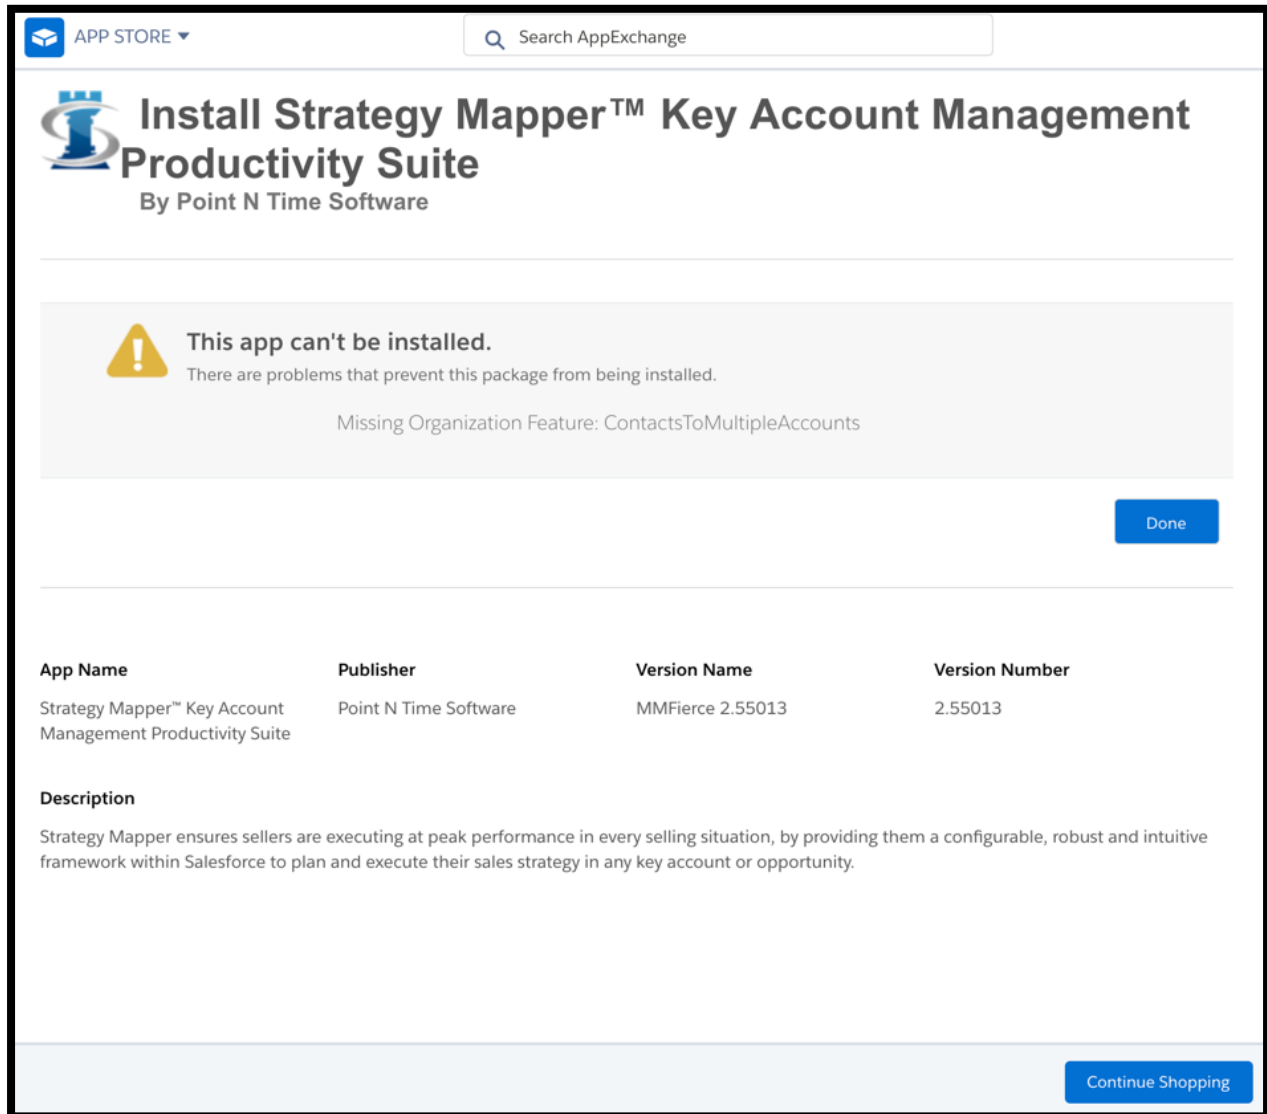 APP STORE
Search AppExchange
Install Strategy Mapper™ Key Account Management
Productivity Suite
By Point N Time Software
This app can't be installed.
There are problems that prevent this package from being installed.
Missing Organization Feature: ContactsToMultipleAccounts
Done
App Name
Publisher
Version Name
Version Number
Strategy Mapper™ Key Account
Management Productivity Suite
Point N Time Software
MMFierce 2.55013
2.55013
Description
Strategy Mapper ensures sellers are executing at peak performance in every selling situation, by providing them a configurable, robust and intuitive
framework within Salesforce to plan and execute their sales strategy in any key account or opportunity.
Continue Shopping